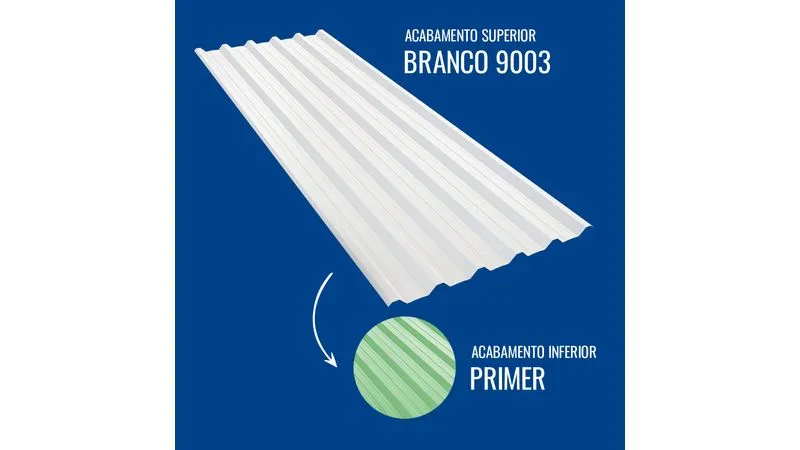 ACABAMENTO SUPERIOR
BRANCO 9003
ACABAMENTO INFERIOR
PRIMER